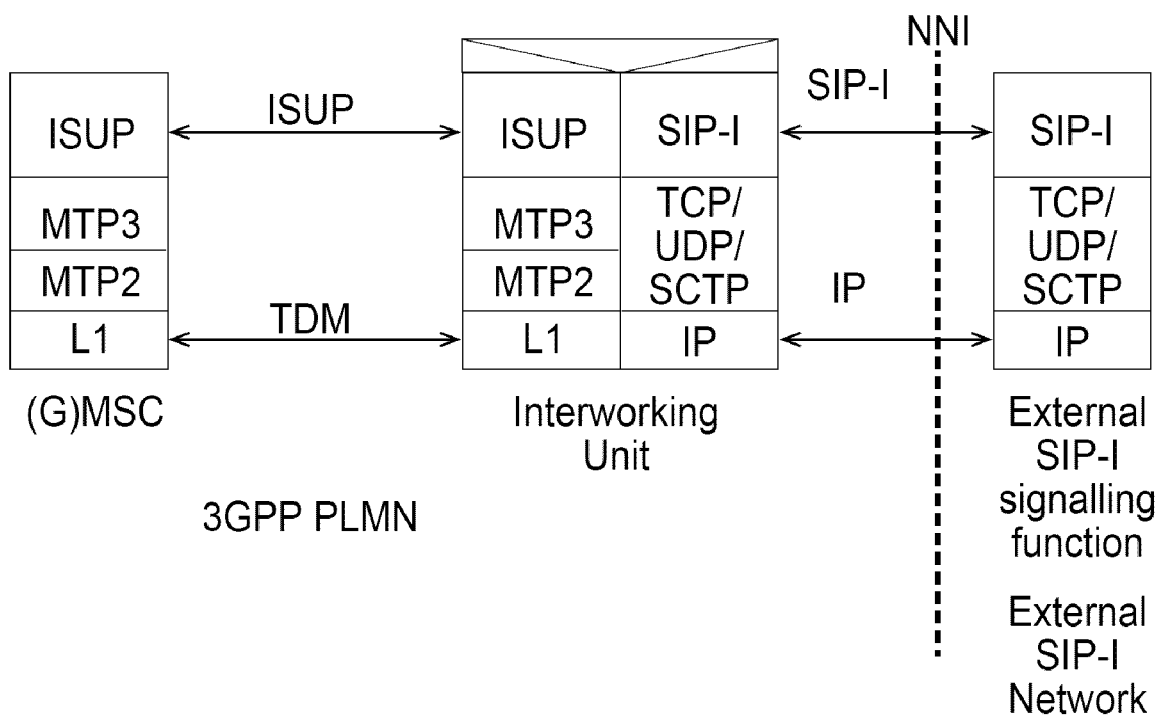 NNI
SIP-I
ISUP
ISUP
ISUP
SIP-I
SIP-I
MTP3
MTP3
TCP/
UDP/
SCTP
TCP/
UDP/
SCTP
MTP2
MTP2
IP
TDM
L1
L1
IP
IP
(G)MSC
Interworking
Unit
External
SIP-I
signalling
function
3GPP PLMN
External
SIP-I
Network